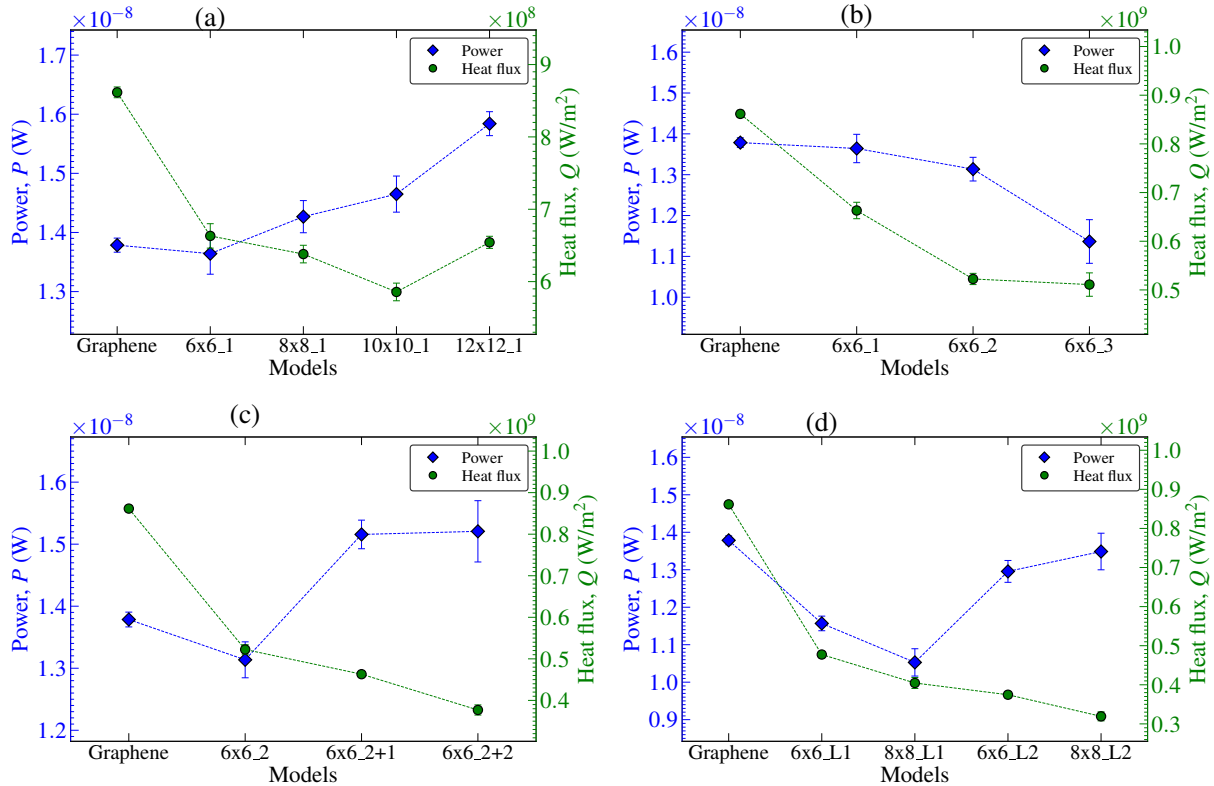 ×10−8 (a) ×10^8
Power
Heat flux
1.7
1.6
1.5
1.4
1.3
Power, P (W)
9
8
7
6
Heat flux, Q (W/m²)
Graphene 6x6_1 8x8_1 10x10_1 12x12_1
Models
×10−8 (b) ×10^9
Power
Heat flux
1.6
1.5
1.4
1.3
1.2
1.1
1.0
Power, P (W)
1.0
0.9
0.8
0.7
0.6
0.5
Heat flux, Q (W/m²)
Graphene 6x6_1 6x6_2 6x6_3
Models
×10−8 (c) ×10^9
Power
Heat flux
1.6
1.5
1.4
1.3
1.2
Power, P (W)
1.0
0.9
0.8
0.7
0.6
0.5
0.4
Heat flux, Q (W/m²)
Graphene 6x6_2 6x6_2+1 6x6_2+2
Models
×10−8 (d) ×10^9
Power
Heat flux
1.6
1.5
1.4
1.3
1.2
1.1
1.0
0.9
Power, P (W)
1.0
0.9
0.8
0.7
0.6
0.5
0.4
0.3
Heat flux, Q (W/m²)
Graphene 6x6_L1 8x8_L1 6x6_L2 8x8_L2
Models